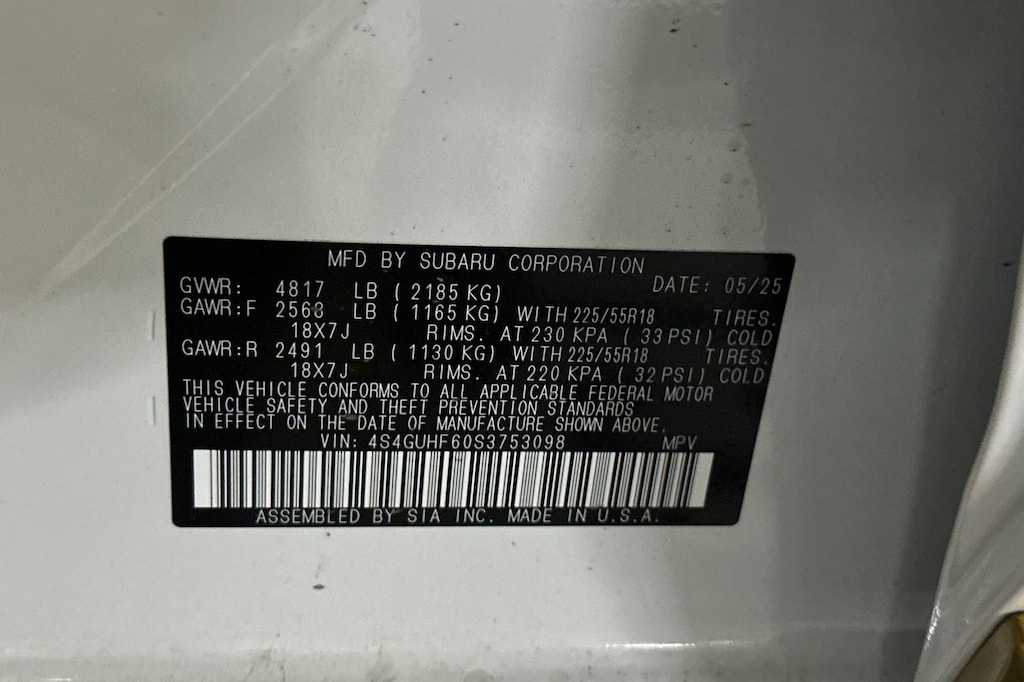 MFD BY SUBARU CORPORATION
GVWR: 4817 LB ( 2185 KG) DATE: 05/25
GAWR:F 2568 LB ( 1165 KG) WITH 225/55R18 TIRES.
18X7J RIMS. AT 230 KPA ( 33 PSI) COLD
GAWR:R 2491 LB ( 1130 KG) WITH 225/55R18 TIRES.
18X7J RIMS. AT 220 KPA ( 32 PSI) COLD
THIS VEHICLE CONFORMS TO ALL APPLICABLE FEDERAL MOTOR
VEHICLE SAFETY AND THEFT PREVENTION STANDARDS
IN EFFECT ON THE DATE OF MANUFACTURE SHOWN ABOVE.
VIN: 4S4GUHF60S3753098 MPV
ASSEMBLED BY SIA INC. MADE IN U.S.A.